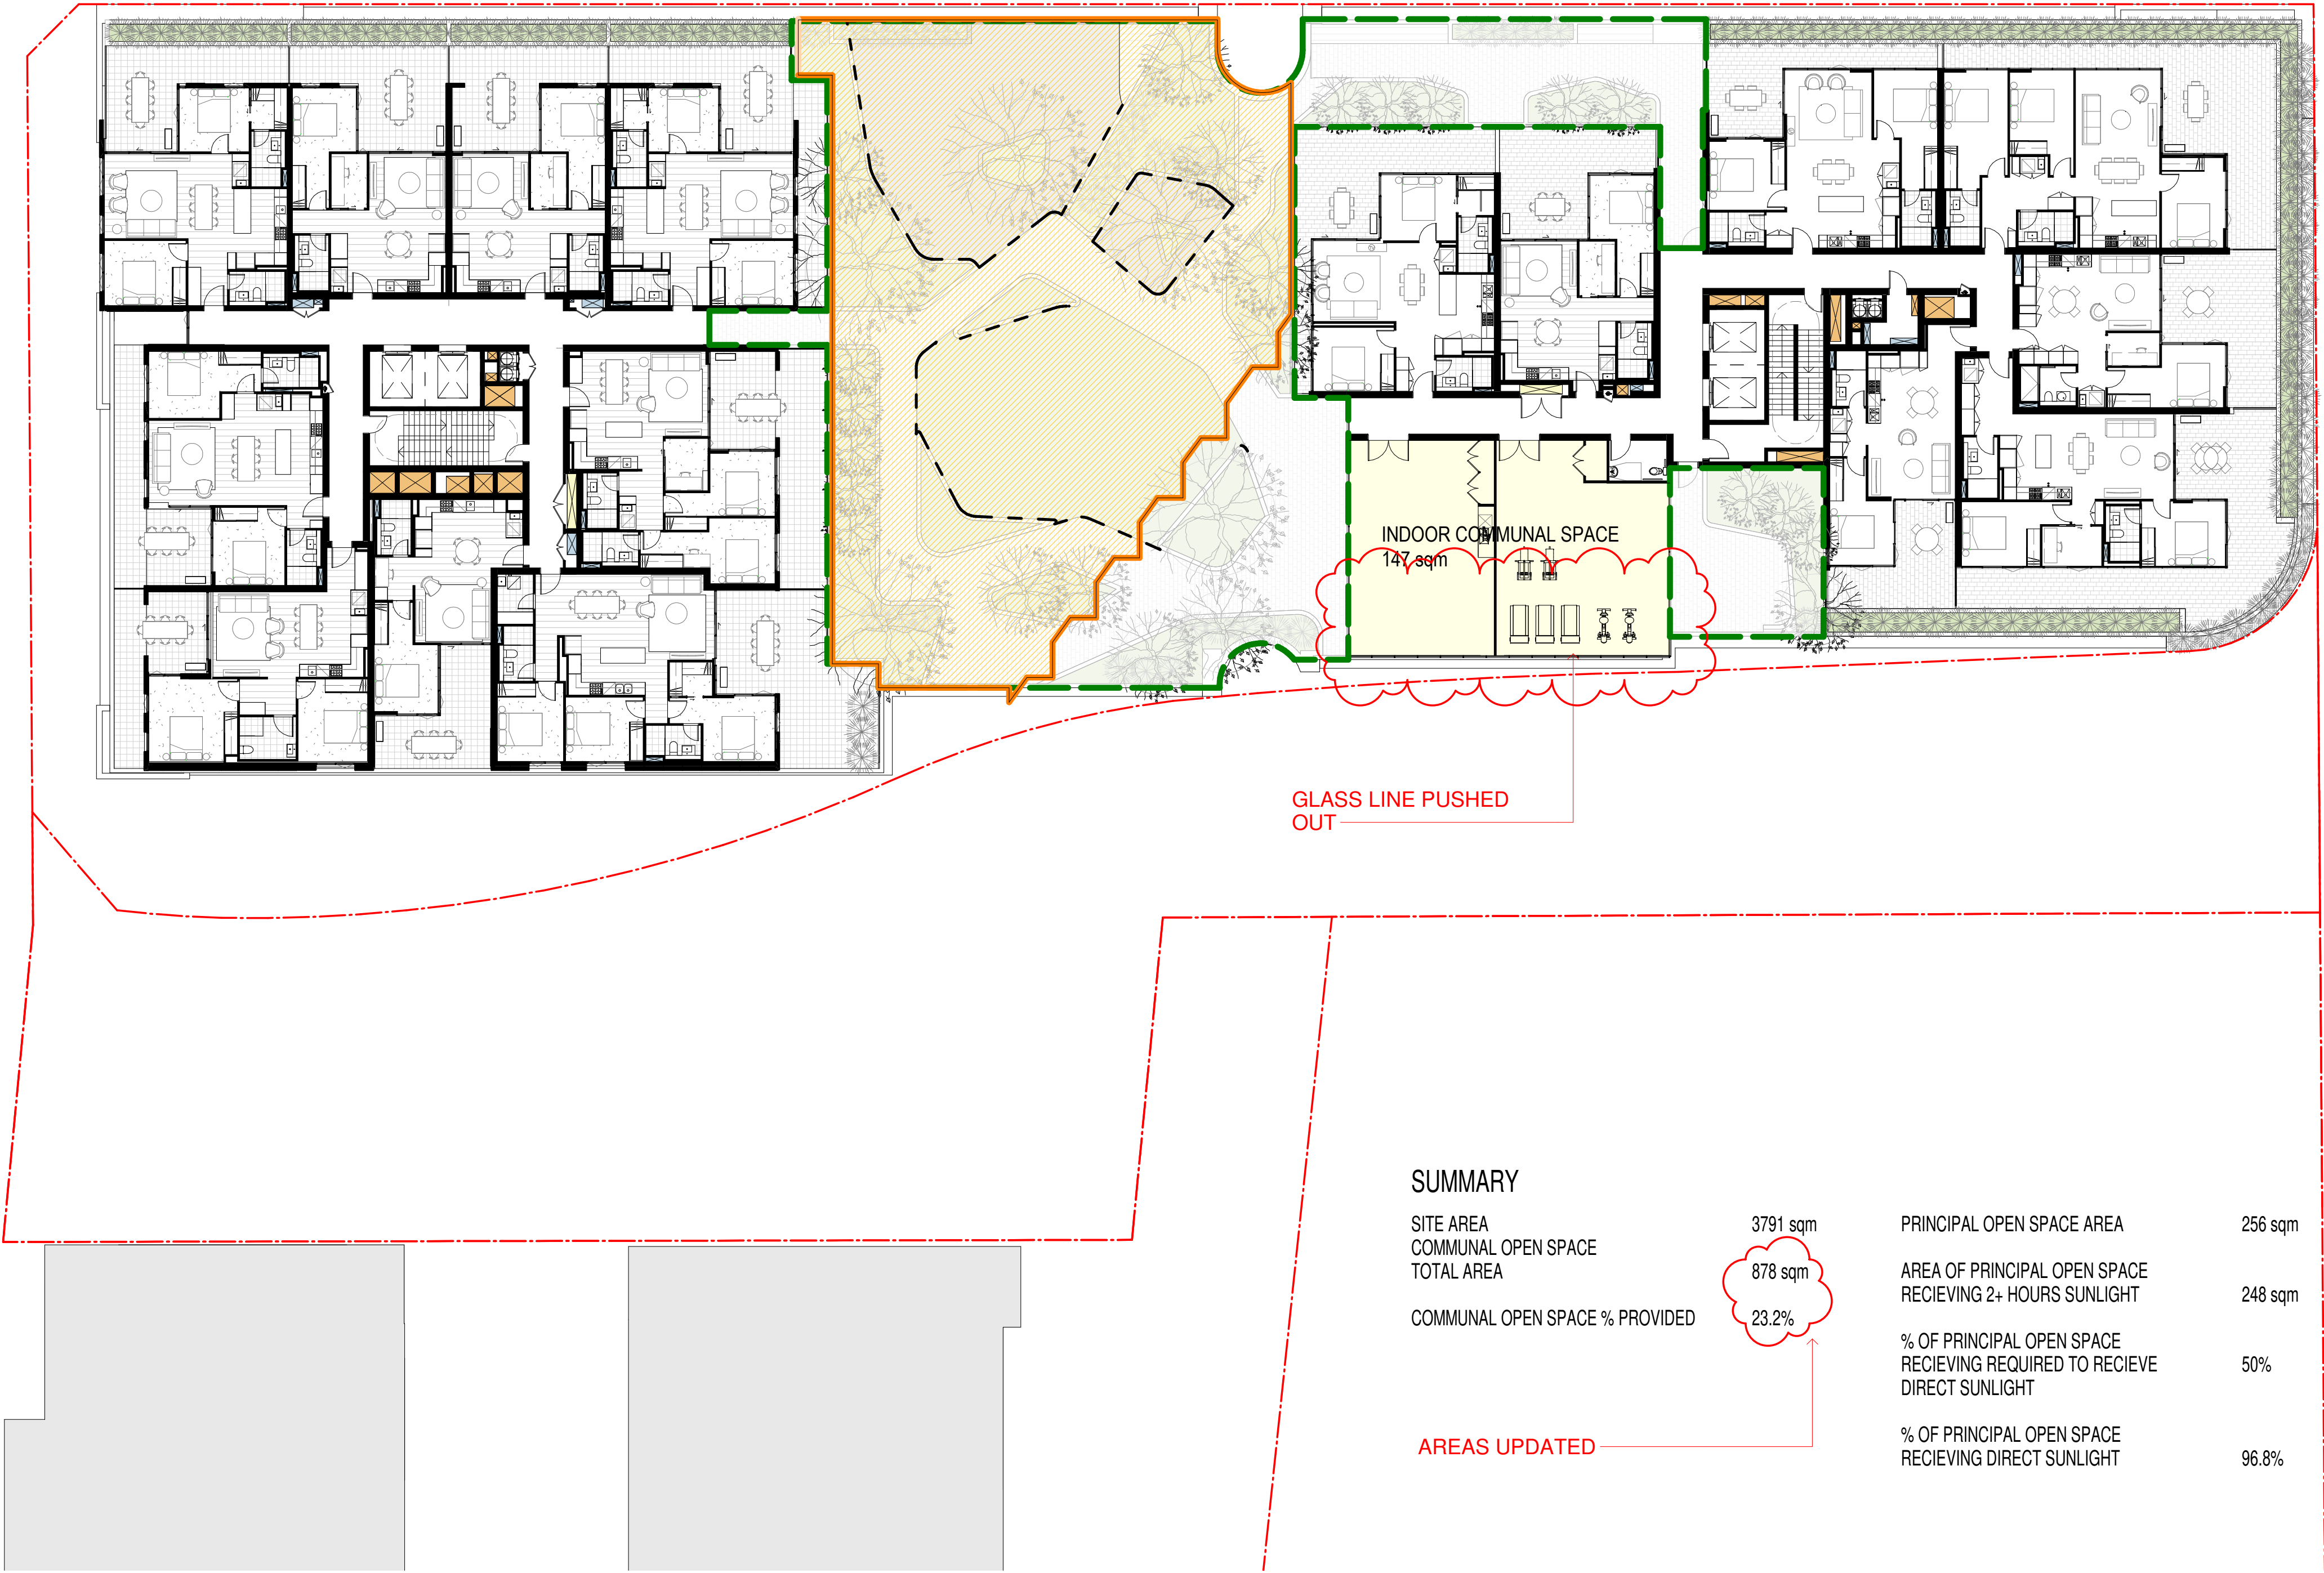 INDOOR COMMUNAL SPACE
147 sqm
GLASS LINE PUSHED
OUT
SUMMARY
SITE AREA 3791 sqm
COMMUNAL OPEN SPACE
TOTAL AREA 878 sqm
COMMUNAL OPEN SPACE % PROVIDED 23.2%
AREAS UPDATED
PRINCIPAL OPEN SPACE AREA 256 sqm
AREA OF PRINCIPAL OPEN SPACE
RECIEVING 2+ HOURS SUNLIGHT 248 sqm
% OF PRINCIPAL OPEN SPACE
RECIEVING REQUIRED TO RECIEVE 50%
DIRECT SUNLIGHT
% OF PRINCIPAL OPEN SPACE
RECIEVING DIRECT SUNLIGHT 96.8%